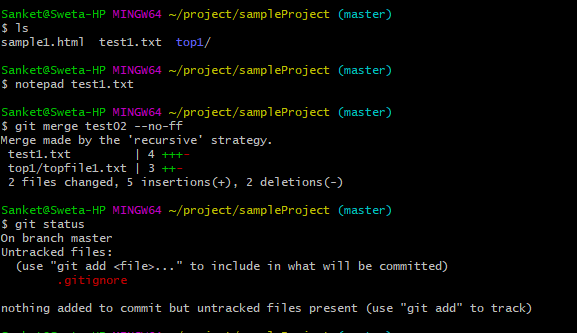 Sanket@Sweta-HP MINGW64 ~/project/sampleProject (master)
$ ls
sample1.html  test1.txt  top1/
Sanket@Sweta-HP MINGW64 ~/project/sampleProject (master)
$ notepad test1.txt
Sanket@Sweta-HP MINGW64 ~/project/sampleProject (master)
$ git merge test02 --no-ff
Merge made by the 'recursive' strategy.
 test1.txt         | 4 +++-
 top1/topfile1.txt | 3 ++-
 2 files changed, 5 insertions(+), 2 deletions(-)
Sanket@Sweta-HP MINGW64 ~/project/sampleProject (master)
$ git status
On branch master
Untracked files:
  (use "git add <file>..." to include in what will be committed)
        .gitignore
nothing added to commit but untracked files present (use "git add" to track)